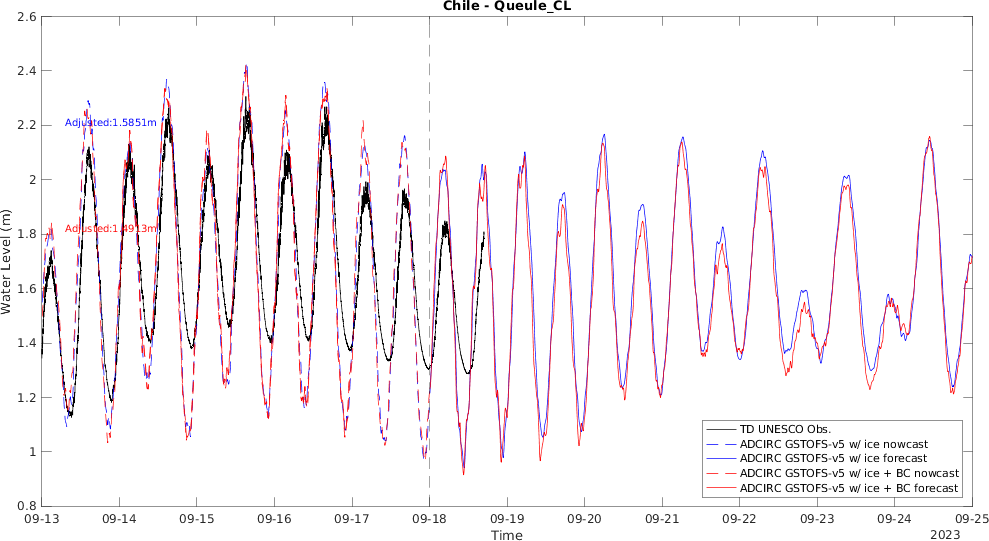 Chile - Queule_CL
2.6
2.4
2.2
2
1.8
1.6
1.4
1.2
1
0.8
Water Level (m)
Adjusted:1.5851m
Adjusted:1.4913m
TD UNESCO Obs.
ADCIRC GSTOFS-v5 w/ ice nowcast
ADCIRC GSTOFS-v5 w/ ice forecast
ADCIRC GSTOFS-v5 w/ ice + BC nowcast
ADCIRC GSTOFS-v5 w/ ice + BC forecast
09-13 09-14 09-15 09-16 09-17 09-18 09-19 09-20 09-21 09-22 09-23 09-24 09-25
Time
2023